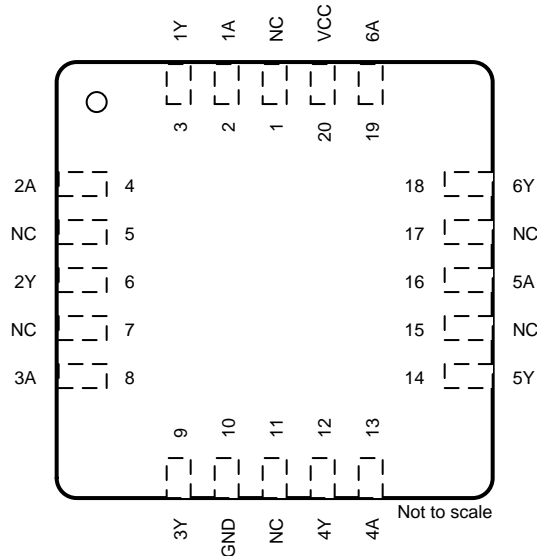 1Y 1A NC VCC 6A
3 2 1 20 19
2A 4 18 6Y
NC 5 17 NC
2Y 6 16 5A
NC 7 15 NC
3A 8 14 5Y
9 10 11 12 13
3Y GND NC 4Y 4A
Not to scale